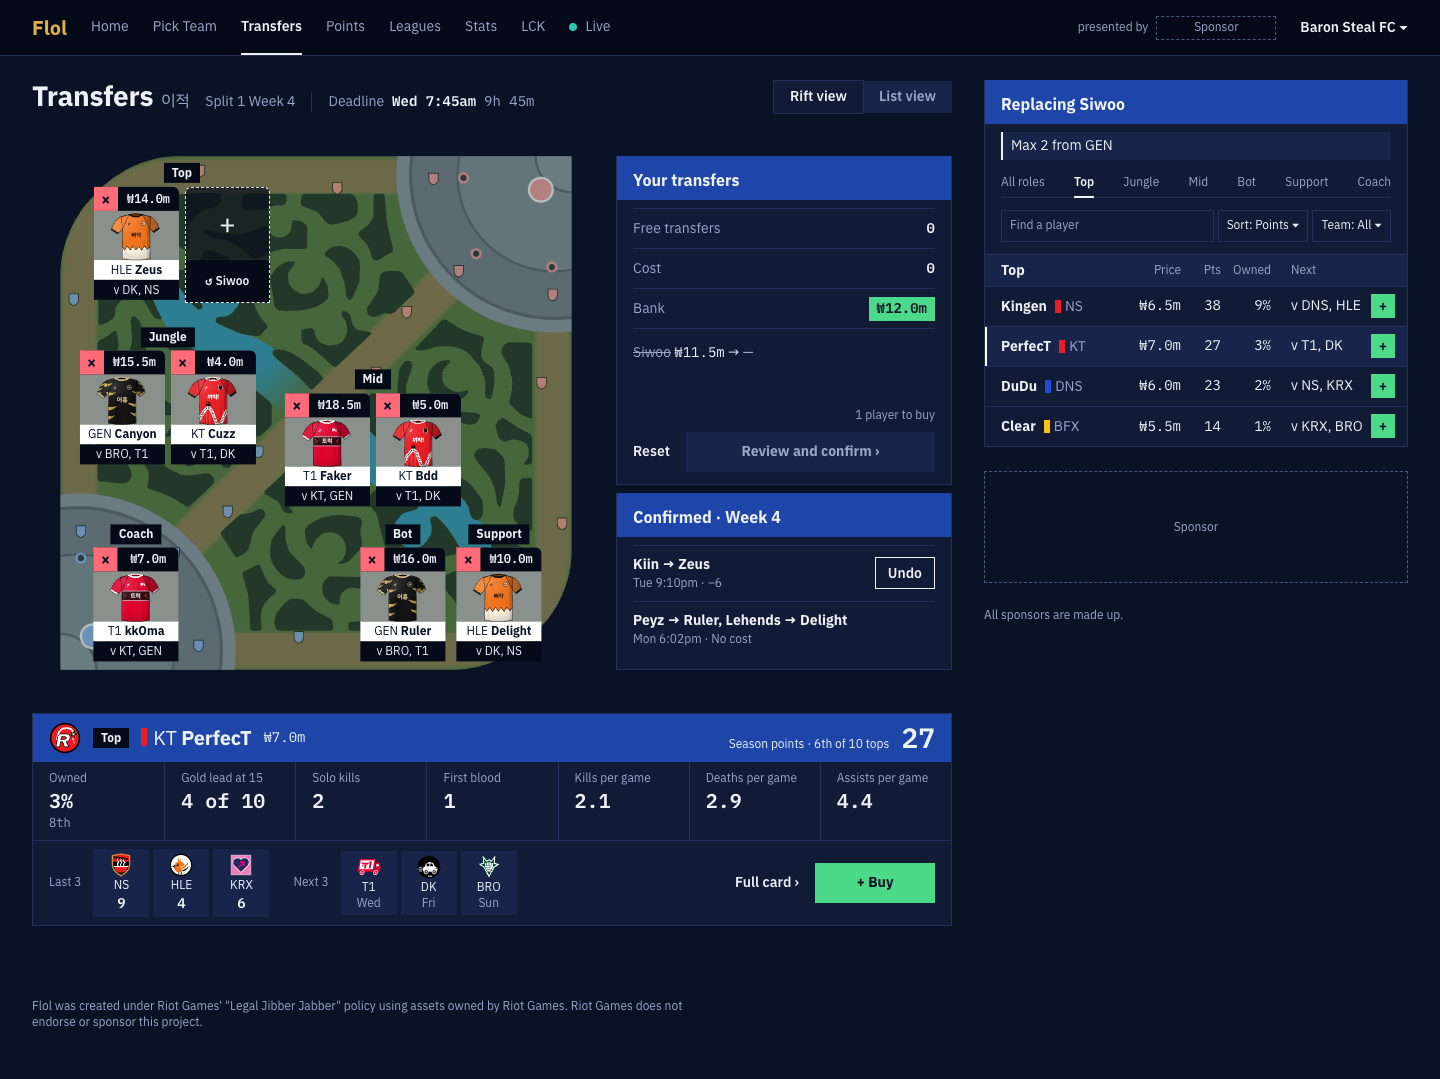 Flol Home Pick Team Transfers Points Leagues Stats LCK Live presented by Sponsor Baron Steal FC
Transfers 이적 Split 1 Week 4 Deadline Wed 7:45am 9h 45m Rift view List view
Top
× ₩14.0m
HLE Zeus
v DK, NS
+
↺ Siwoo
Jungle
× ₩15.5m
GEN Canyon
v BRO, T1
× ₩4.0m
KT Cuzz
v T1, DK
Mid
× ₩18.5m
T1 Faker
v KT, GEN
× ₩5.0m
KT Bdd
v T1, DK
Coach
× ₩7.0m
T1 kkOma
v KT, GEN
Bot
× ₩16.0m
GEN Ruler
v BRO, T1
Support
× ₩10.0m
HLE Delight
v DK, NS
Your transfers
Free transfers 0
Cost 0
Bank ₩12.0m
Siwoo ₩11.5m → —
1 player to buy
Reset Review and confirm ›
Confirmed · Week 4
Kiin → Zeus
Tue 9:10pm · −6
Undo
Peyz → Ruler, Lehends → Delight
Mon 6:02pm · No cost
Replacing Siwoo
Max 2 from GEN
All roles Top Jungle Mid Bot Support Coach
Find a player Sort: Points Team: All
Top Price Pts Owned Next
Kingen NS ₩6.5m 38 9% v DNS, HLE +
PerfecT KT ₩7.0m 27 3% v T1, DK +
DuDu DNS ₩6.0m 23 2% v NS, KRX +
Clear BFX ₩5.5m 14 1% v KRX, BRO +
Sponsor
All sponsors are made up.
Top KT PerfecT ₩7.0m Season points · 6th of 10 tops 27
Owned Gold lead at 15 Solo kills First blood Kills per game Deaths per game Assists per game
3% 4 of 10 2 1 2.1 2.9 4.4
8th
Last 3
NS
9
HLE
4
KRX
6
Next 3
T1
Wed
DK
Fri
BRO
Sun
Full card › + Buy
Flol was created under Riot Games' "Legal Jibber Jabber" policy using assets owned by Riot Games. Riot Games does not
endorse or sponsor this project.